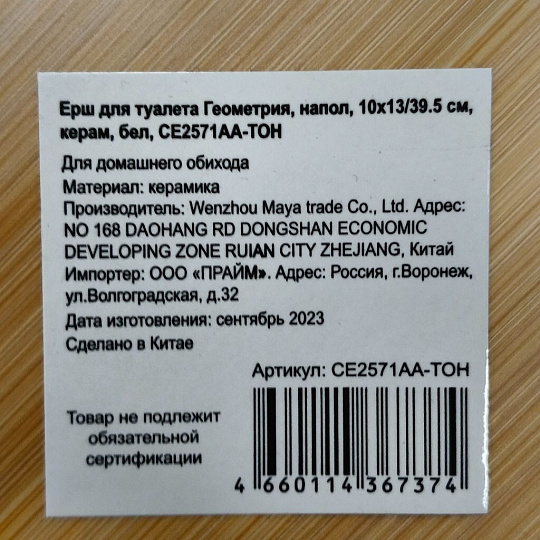 Ерш для туалета Геометрия, напол, 10x13/39.5 см,
керам, бел, CE2571AA-TOH
Для домашнего обихода
Материал: керамика
Производитель: Wenzhou Maya trade Co., Ltd. Адрес:
NO 168 DAOHANG RD DONGSHAN ECONOMIC
DEVELOPING ZONE RUIAN CITY ZHEJIANG, Китай
Импортер: ООО «ПРАЙМ». Адрес: Россия, г.Воронеж,
ул.Волгоградская, д.32
Дата изготовления: сентябрь 2023
Сделано в Китае
Артикул: CE2571AA-TOH
Товар не подлежит
обязательной
сертификации
4 660114 367374